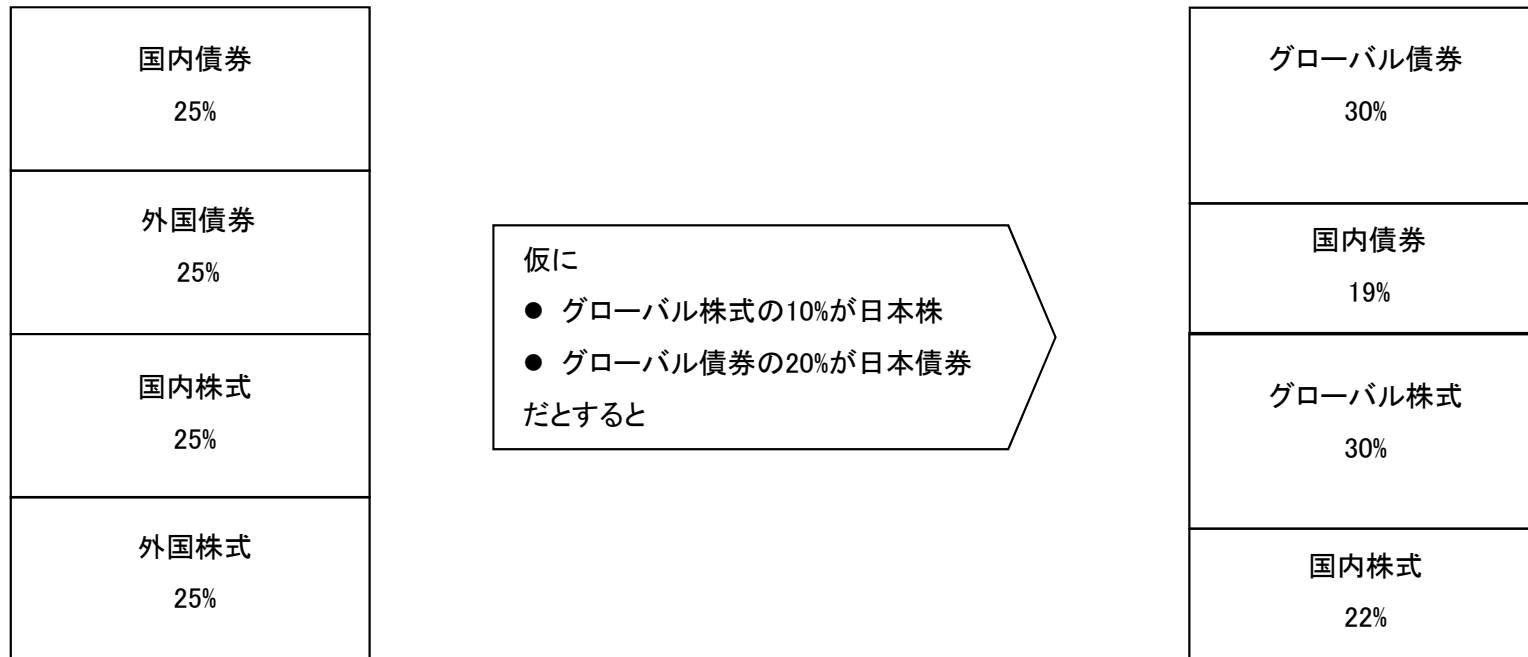 国内債券
25%
外国債券
25%
国内株式
25%
外国株式
25%
仮に
● グローバル株式の10%が日本株
● グローバル債券の20%が日本債券
だとすると
グローバル債券
30%
国内債券
19%
グローバル株式
30%
国内株式
22%